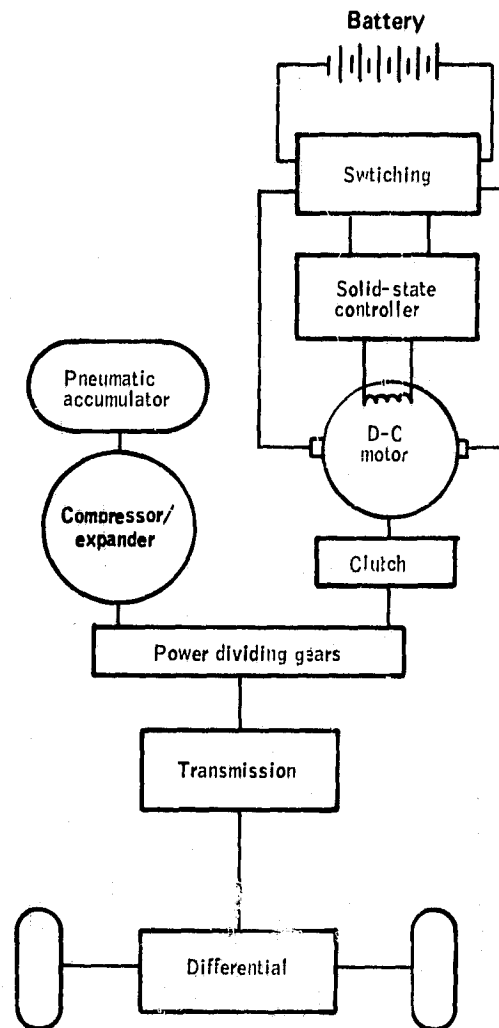 Battery
Swtiching
Solid-state
controller
Pneumatic
accumulator
D-C
motor
Compressor/
expander
Clutch
Power dividing gears
Transmission
Differential